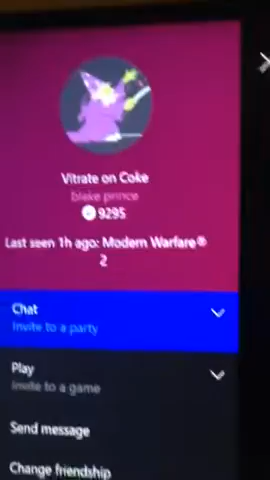 Vitrate on Coke
blake prince
9295
Last seen 1h ago: Modern Warfare®
2
Chat
Invite to a party
Play
Invite to a game
Send message
Change friendship